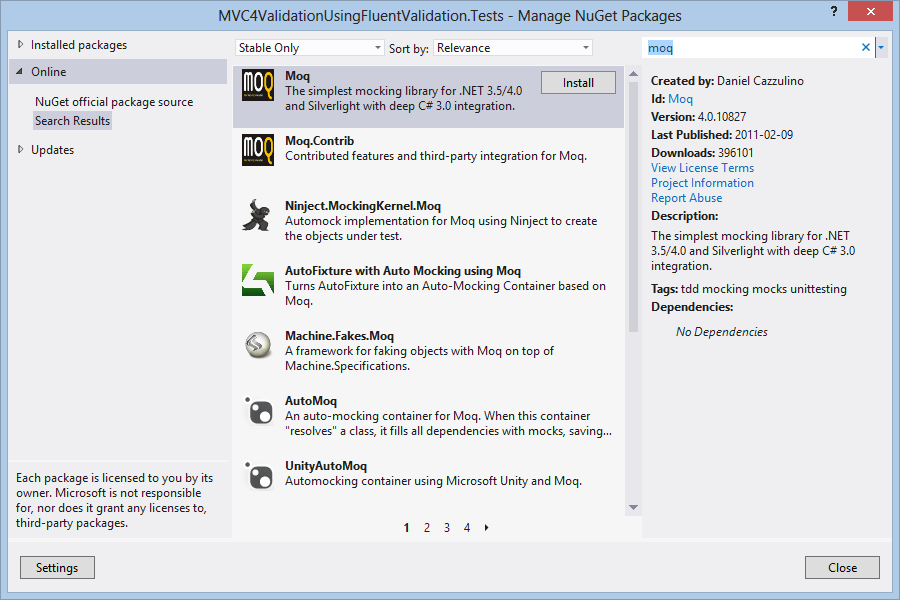 MVC4ValidationUsingFluentValidation.Tests - Manage NuGet Packages
?
Installed packages
Online
NuGet official package source
Search Results
Updates
Each package is licensed to you by its
owner. Microsoft is not responsible
for, nor does it grant any licenses to,
third-party packages.
Settings
Stable Only
Sort by: Relevance
MOQ
Moq
Install
The simplest mocking library for .NET 3.5/4.0
and Silverlight with deep C# 3.0 integration.
MOQ
Moq.Contrib
Contributed features and third-party integration for Moq.
Ninject.MockingKernel.Moq
Automock implementation for Moq using Ninject to create
the objects under test.
AutoFixture with Auto Mocking using Moq
Turns AutoFixture into an Auto-Mocking Container based on
Moq.
Machine.Fakes.Moq
A framework for faking objects with Moq on top of
Machine.Specifications.
AutoMoq
An auto-mocking container for Moq. When this container
"resolves" a class, it fills all dependencies with mocks, saving...
UnityAutoMoq
Automocking container using Microsoft Unity and Moq.
1 2 3 4
moq
Created by: Daniel Cazzulino
Id: Moq
Version: 4.0.10827
Last Published: 2011-02-09
Downloads: 396101
View License Terms
Project Information
Report Abuse
Description:
The simplest mocking library for .NET
3.5/4.0 and Silverlight with deep C# 3.0
integration.
Tags: tdd mocking mocks unittesting
Dependencies:
No Dependencies
Close